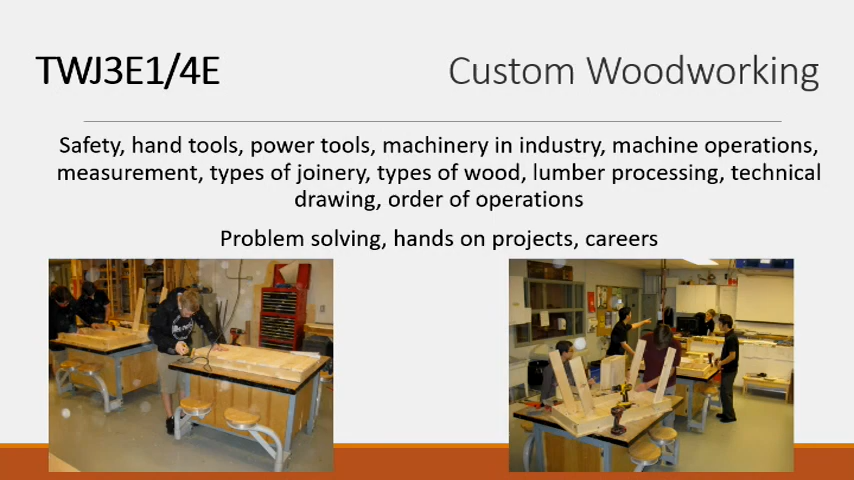 TWJ3E1/4E
Custom Woodworking
Safety, hand tools, power tools, machinery in industry, machine operations,
measurement, types of joinery, types of wood, lumber processing, technical
drawing, order of operations
Problem solving, hands on projects, careers